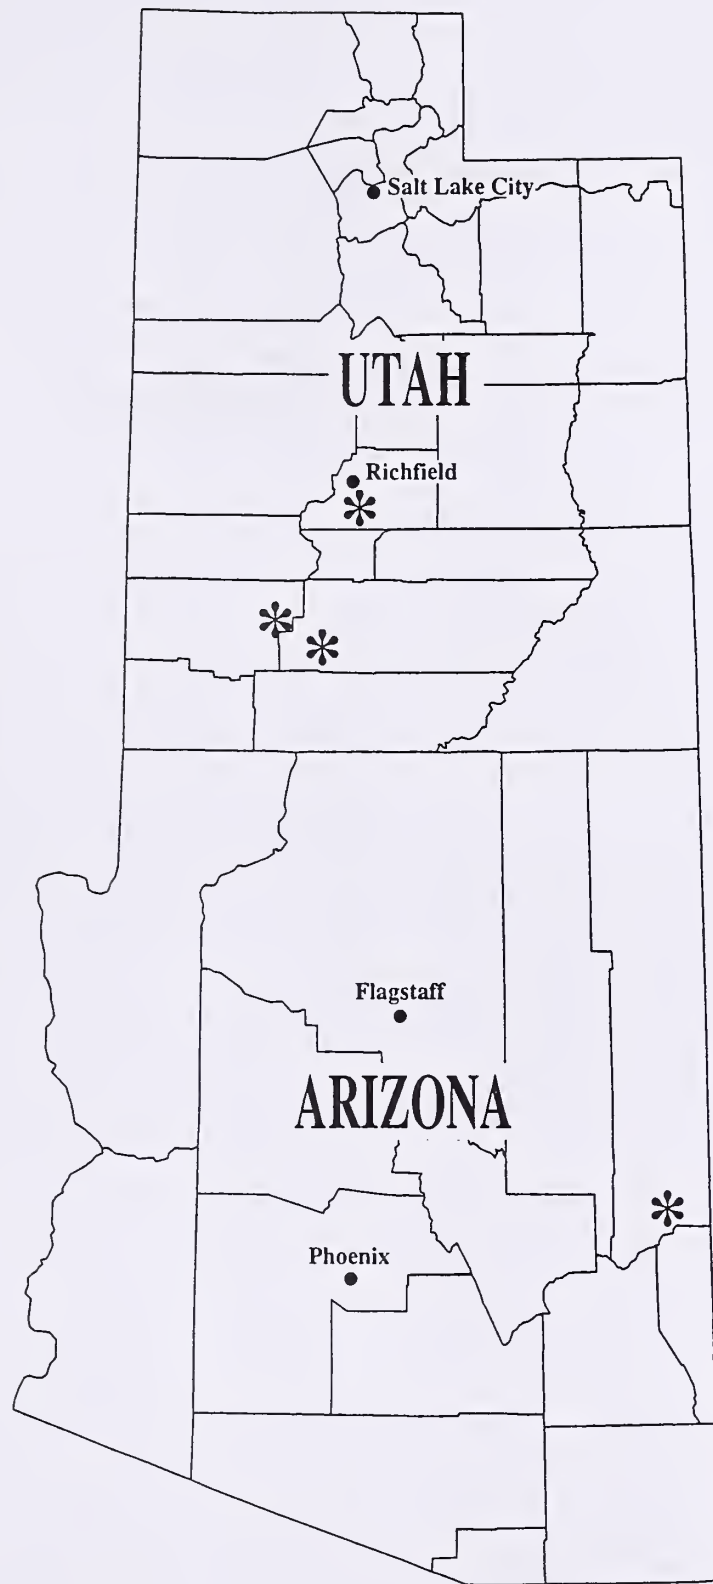 Salt Lake City
UTAH
Richfield
Flagstaff
ARIZONA
Phoenix